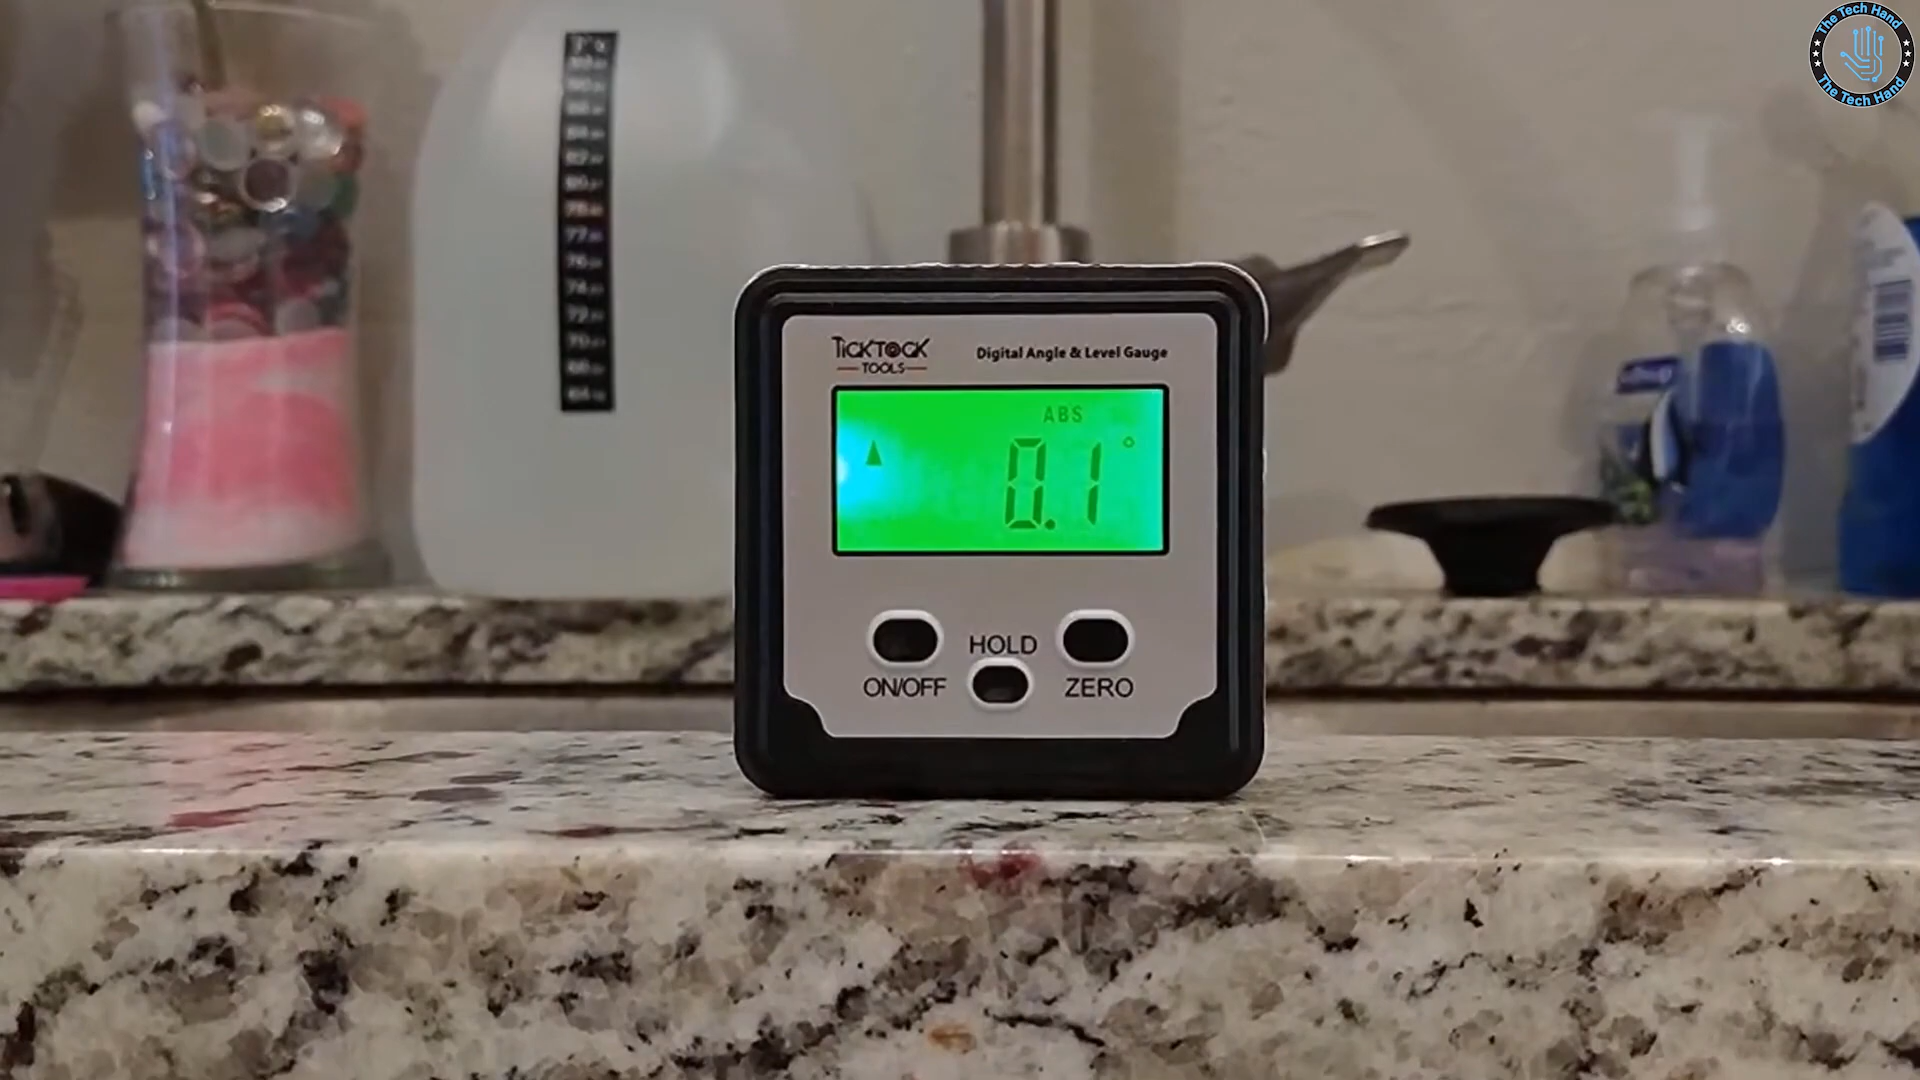 The Tech Hand
The Tech Hand
TICKTOCK
TOOLS
Digital Angle & Level Gauge
ABS
0.1°
HOLD
ON/OFF
ZERO